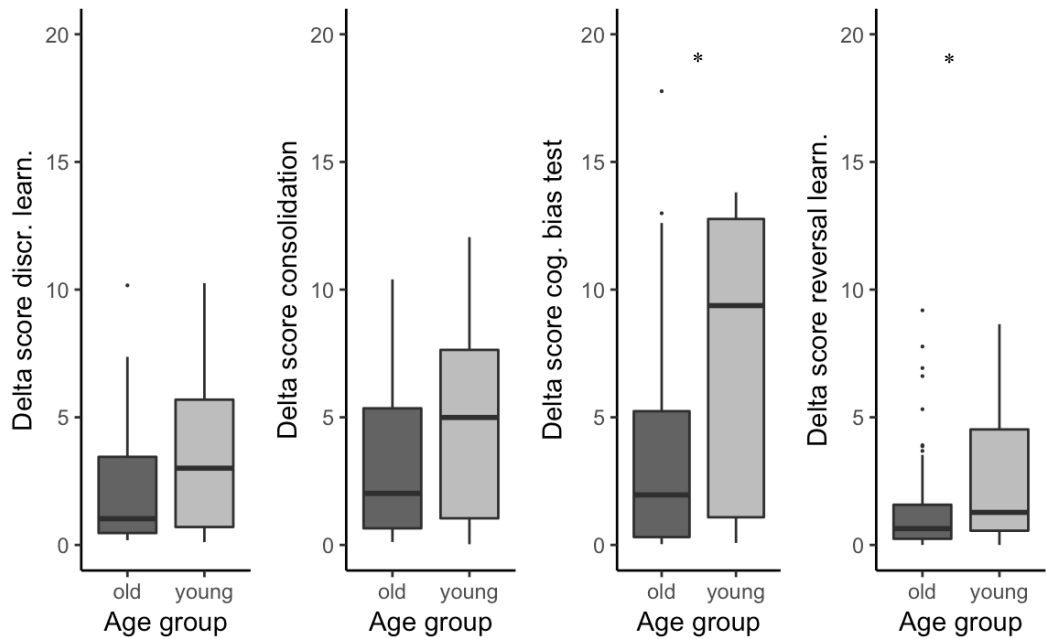 Delta score discr. learn.
20
15
10
5
0
old young
Age group
Delta score consolidation
20
15
10
5
0
old young
Age group
Delta score cog. bias test
20
15
10
5
0
*
old young
Age group
Delta score reversal learn.
20
15
10
5
0
*
old young
Age group